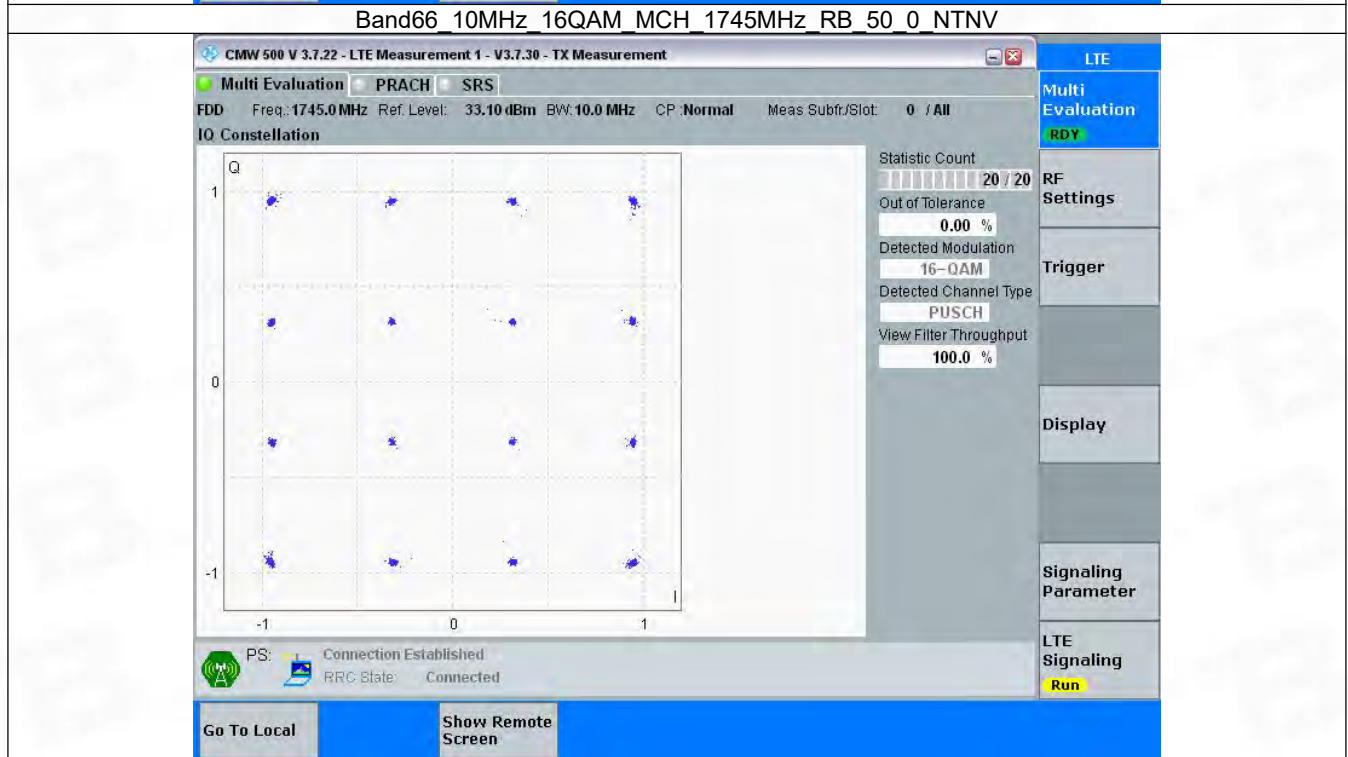 Band66_10MHz_16QAM_MCH_1745MHz_RB_50_0_NTNV
CMW 500 V 3.7.22 - LTE Measurement 1 - V3.7.30 - TX Measurement
LTE
Multi Evaluation PRACH SRS
FDD Freq.:1745.0 MHz Ref. Level: 33.10 dBm BW:10.0 MHz CP :Normal Meas Subfr./Slot: 0 / All
IQ Constellation
Multi
Evaluation
RDY
Q
1
0
-1
-1 0 1
I
Statistic Count
20 / 20
Out of Tolerance
0.00 %
Detected Modulation
16-QAM
Detected Channel Type
PUSCH
View Filter Throughput
100.0 %
RF
Settings
Trigger
Display
Signaling
Parameter
LTE
Signaling
Run
PS: Connection Established
RRC State: Connected
Go To Local
Show Remote
Screen